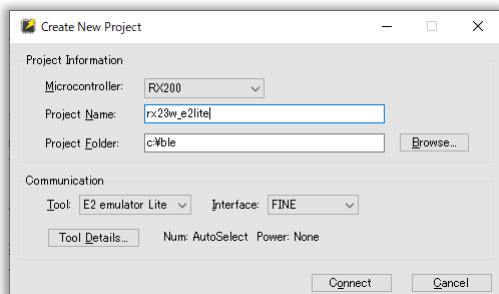 Create New Project
Project Information
Microcontroller: RX200
Project Name: rx23w_e2lite
Project Folder: c:¥ble Browse...
Communication
Tool: E2 emulator Lite Interface: FINE
Tool Details... Num: AutoSelect Power: None
Connect Cancel